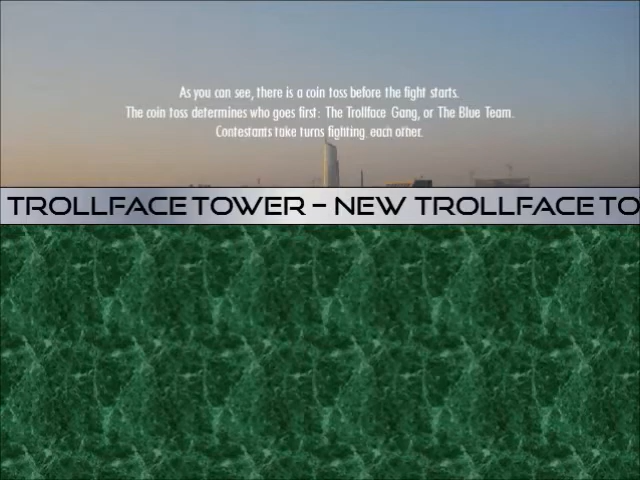 As you can see, there is a coin toss before the fight starts.
The coin toss determines who goes first: The Trollface Gang, or The Blue Team.
Contestants take turns fighting each other.
TROLLFACE TOWER - NEW TROLLFACE TO